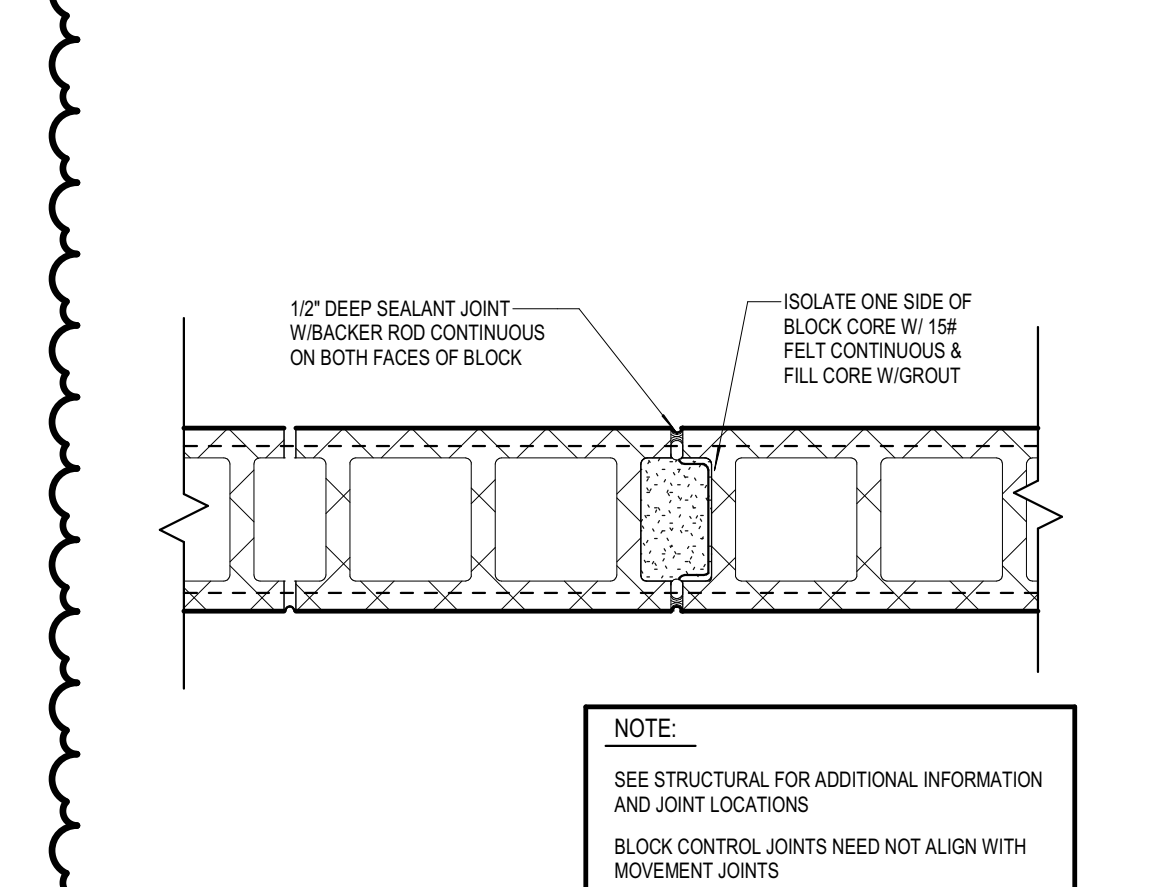 1/2" DEEP SEALANT JOINT
W/BACKER ROD CONTINUOUS
ON BOTH FACES OF BLOCK
ISOLATE ONE SIDE OF
BLOCK CORE W/ 15#
FELT CONTINUOUS &
FILL CORE W/GROUT
NOTE:
SEE STRUCTURAL FOR ADDITIONAL INFORMATION
AND JOINT LOCATIONS
BLOCK CONTROL JOINTS NEED NOT ALIGN WITH
MOVEMENT JOINTS